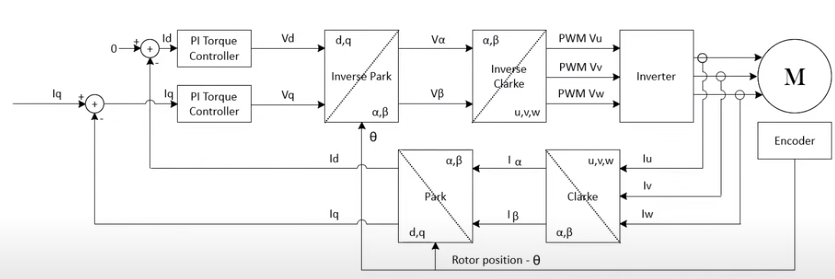 0
+
+
-
Id
PI Torque
Controller
Vd
d,q
Inverse Park
α,β
Vα
α,β
Inverse
Clarke
u,v,w
PWM Vu
PWM Vv
PWM Vw
Inverter
M
Iq
+
+
-
Iq
PI Torque
Controller
Vq
Vβ
Encoder
θ
Id
α,β
Park
d,q
I α
u,v,w
Clarke
α,β
Iu
Iv
Iq
I β
Iw
Rotor position - θ